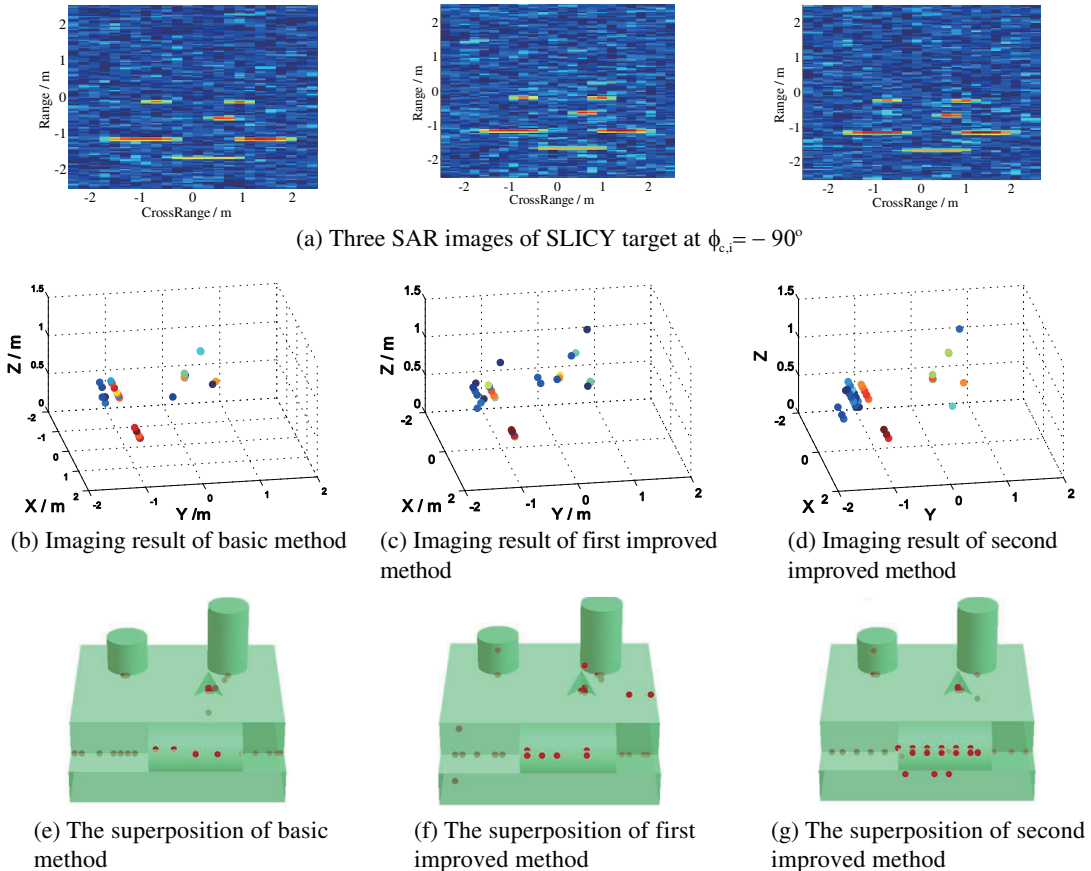 2
1
0
-1
-2
Range / m
-2 -1 0 1 2
CrossRange / m
2
1
0
-1
-2
-2 -1 0 1 2
CrossRange / m
2
1
0
-1
-2
-2 -1 0 1 2
CrossRange / m
(a) Three SAR images of SLICY target at ϕc,i= – 90º
1.5
1
0.5
0
Z / m
-2
-1
0
1
2
X / m
-2 -1 0 1 2
Y /m
1.5
1
0.5
0
Z / m
-2
0
2
X / m
-2 -1 0 1 2
Y / m
1.5
1
0.5
0
Z
-2
0
2
X
-2 -1 0 1 2
Y
(b) Imaging result of basic method
(c) Imaging result of first improved
method
(d) Imaging result of second
improved method
(e) The superposition of basic
method
(f) The superposition of first
improved method
(g) The superposition of second
improved method